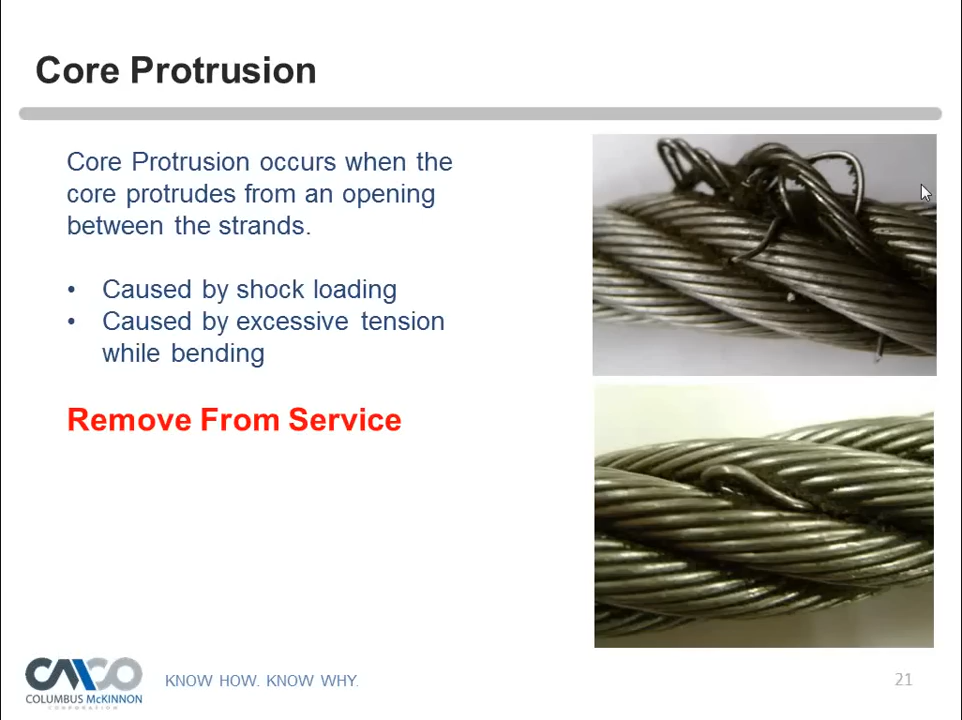 Core Protrusion
Core Protrusion occurs when the
core protrudes from an opening
between the strands.
• Caused by shock loading
• Caused by excessive tension
while bending
Remove From Service
CMCO
COLUMBUS McKINNON
CORPORATION
KNOW HOW. KNOW WHY.
21